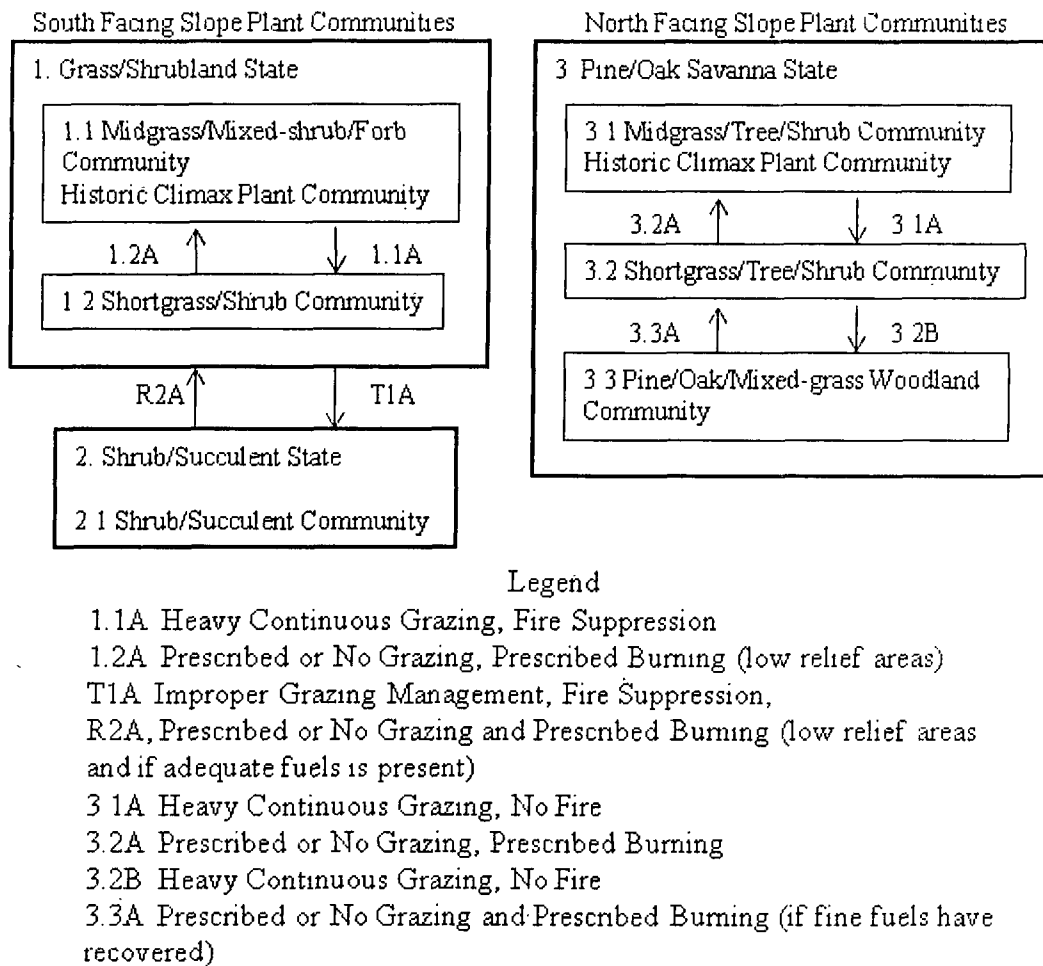 South Facing Slope Plant Communities
1. Grass/Shrubland State
1.1 Midgrass/Mixed-shrub/Forb
Community
Historic Climax Plant Community
1.2A
1.1A
1 2 Shortgrass/Shrub Community
R2A
T1A
2. Shrub/Succulent State
2 1 Shrub/Succulent Community
North Facing Slope Plant Communities
3 Pine/Oak Savanna State
3 1 Midgrass/Tree/Shrub Community
Historic Climax Plant Community
3.2A
3 1A
3.2 Shortgrass/Tree/Shrub Community
3.3A
3 2B
3 3 Pine/Oak/Mixed-grass Woodland
Community
Legend
1.1A Heavy Continuous Grazing, Fire Suppression
1.2A Prescribed or No Grazing, Prescribed Burning (low relief areas)
T1A Improper Grazing Management, Fire Suppression,
R2A, Prescribed or No Grazing and Prescribed Burning (low relief areas
and if adequate fuels is present)
3 1A Heavy Continuous Grazing, No Fire
3.2A Prescribed or No Grazing, Prescribed Burning
3.2B Heavy Continuous Grazing, No Fire
3.3A Prescribed or No Grazing and Prescribed Burning (if fine fuels have
recovered)